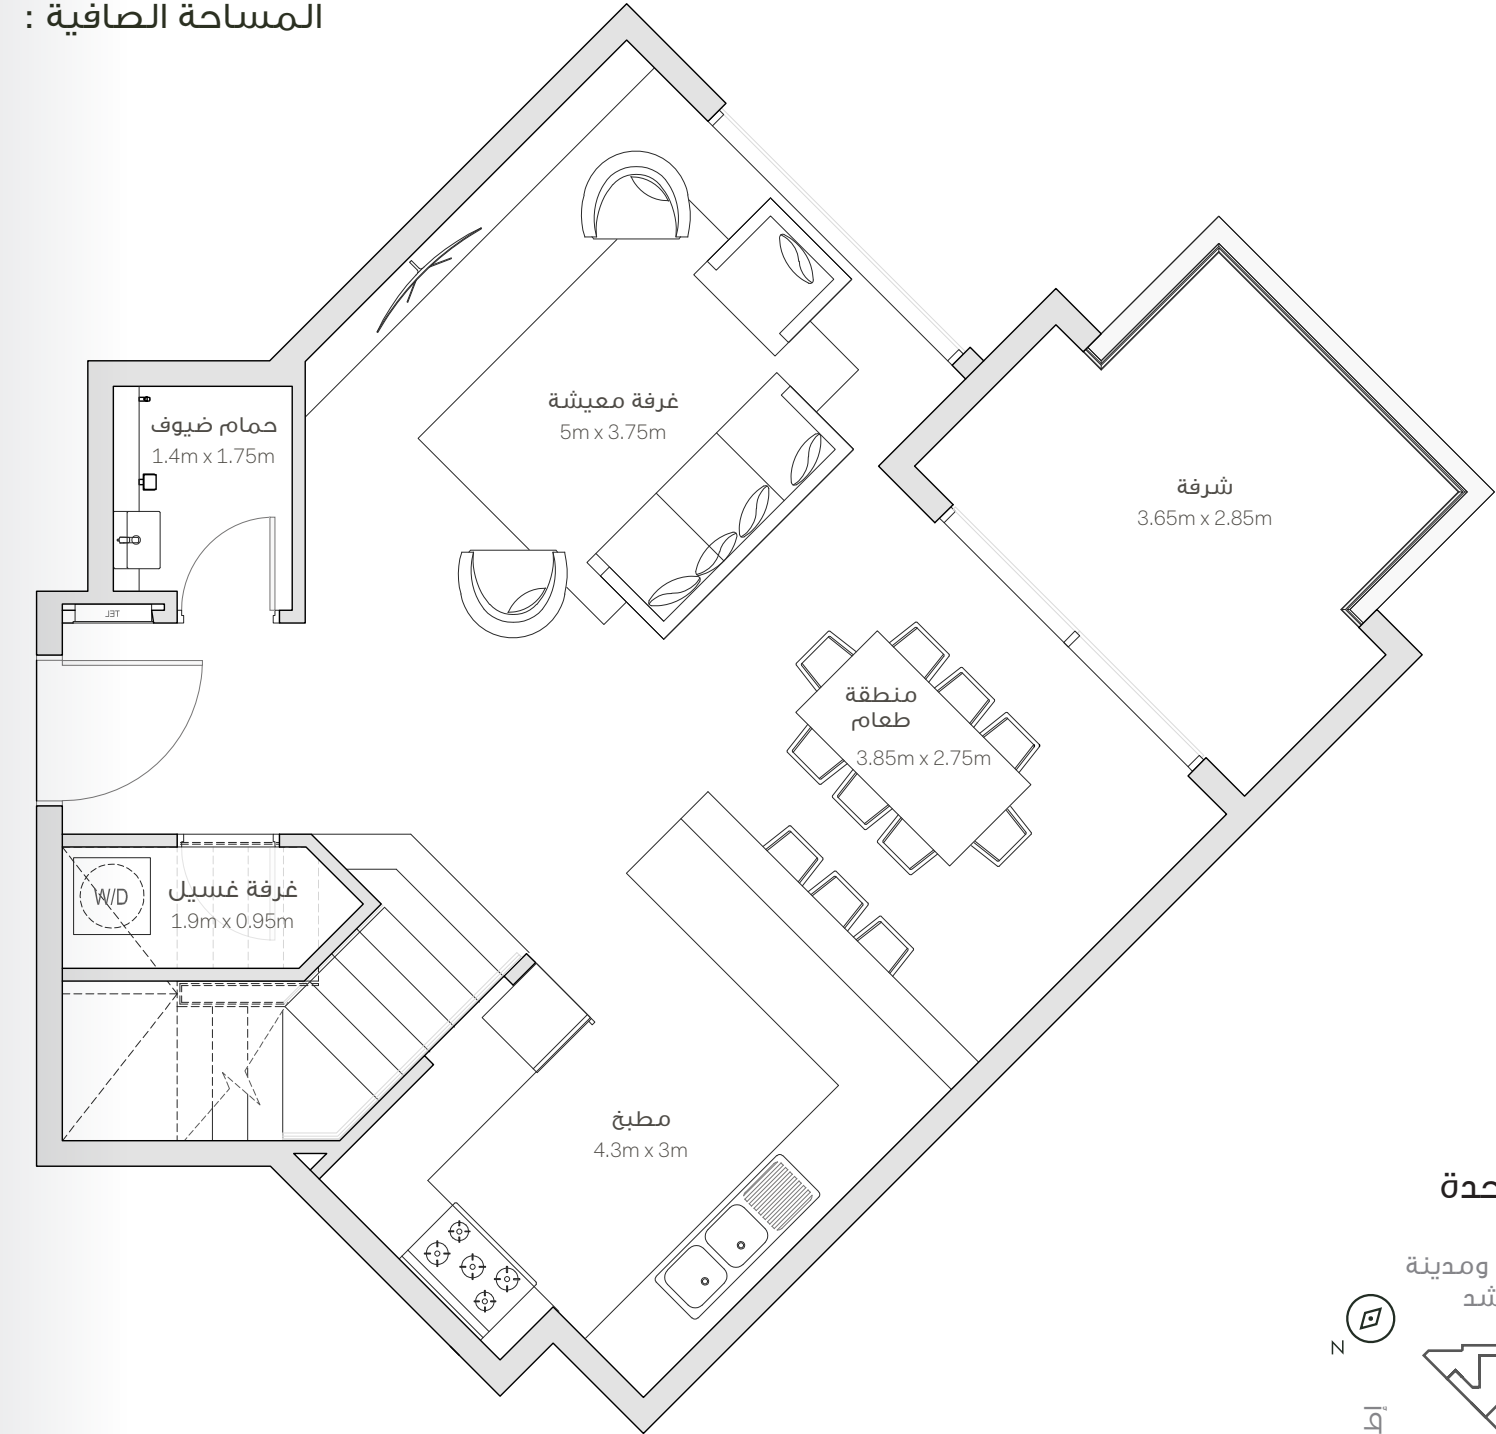 المساحة الصافية :
غرفة معيشة
5m x 3.75m
حمام ضيوف
1.4m x 1.75m
شرفة
3.65m x 2.85m
TEL
منطقة
طعام
3.85m x 2.75m
W/D
غرفة غسيل
1.9m x 0.95m
مطبخ
4.3m x 3m
ومدينة
N